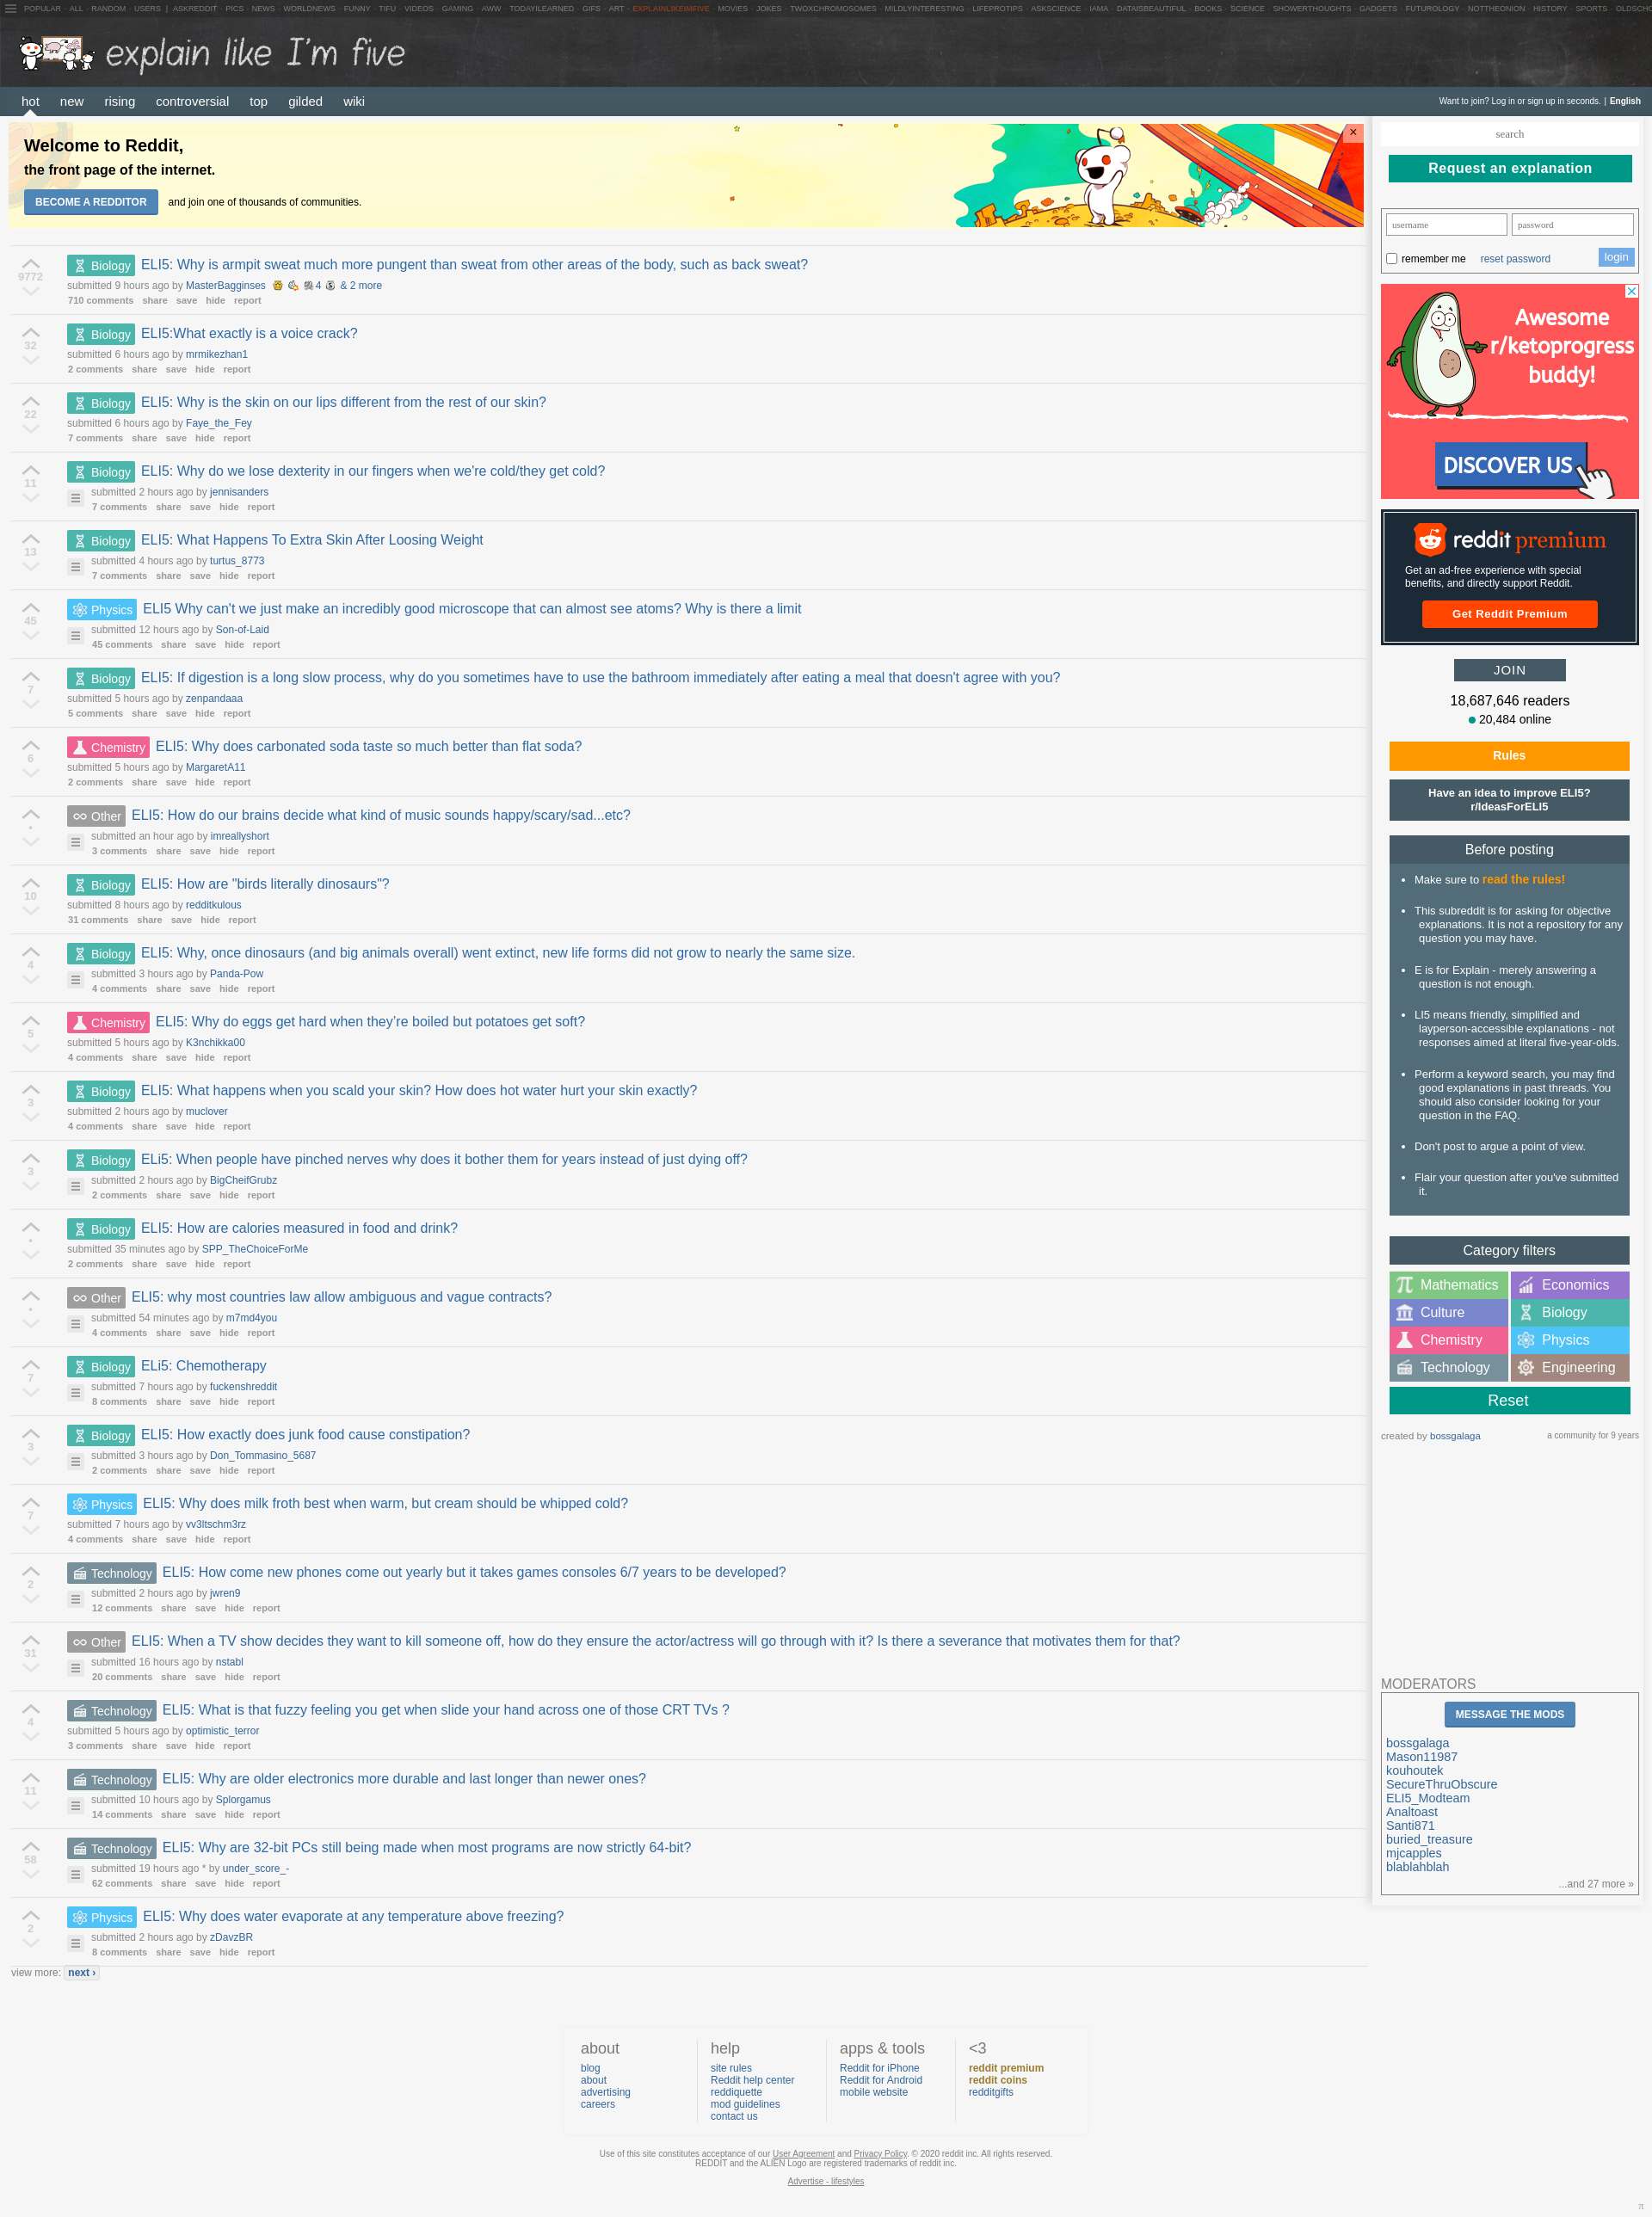 POPULAR - ALL - RANDOM - USERS | ASKREDDIT - PICS - NEWS - WORLDNEWS - FUNNY - TIFU - VIDEOS - GAMING - AWW - TODAYILEARNED - GIFS - ART - EXPLAINLIKEIMFIVE - MOVIES - JOKES - TWOXCHROMOSOMES - MILDLYINTERESTING - LIFEPROTIPS - ASKSCIENCE - IAMA - DATAISBEAUTIFUL - BOOKS - SCIENCE - SHOWERTHOUGHTS - GADGETS - FUTUROLOGY - NOTTHEONION - HISTORY - SPORTS - OLDSCHO
explain like I'm five
hot new rising controversial top gilded wiki
Want to join? Log in or sign up in seconds. | English
Welcome to Reddit,
the front page of the internet.
BECOME A REDDITOR and join one of thousands of communities.
×
9772
Biology ELI5: Why is armpit sweat much more pungent than sweat from other areas of the body, such as back sweat?
submitted 9 hours ago by MasterBagginses 4 & 2 more
710 comments share save hide report
32
Biology ELI5:What exactly is a voice crack?
submitted 6 hours ago by mrmikezhan1
2 comments share save hide report
22
Biology ELI5: Why is the skin on our lips different from the rest of our skin?
submitted 6 hours ago by Faye_the_Fey
7 comments share save hide report
11
Biology ELI5: Why do we lose dexterity in our fingers when we're cold/they get cold?
submitted 2 hours ago by jennisanders
7 comments share save hide report
13
Biology ELI5: What Happens To Extra Skin After Loosing Weight
submitted 4 hours ago by turtus_8773
7 comments share save hide report
45
Physics ELI5 Why can't we just make an incredibly good microscope that can almost see atoms? Why is there a limit
submitted 12 hours ago by Son-of-Laid
45 comments share save hide report
7
Biology ELI5: If digestion is a long slow process, why do you sometimes have to use the bathroom immediately after eating a meal that doesn't agree with you?
submitted 5 hours ago by zenpandaaa
5 comments share save hide report
6
Chemistry ELI5: Why does carbonated soda taste so much better than flat soda?
submitted 5 hours ago by MargaretA11
2 comments share save hide report
•
Other ELI5: How do our brains decide what kind of music sounds happy/scary/sad...etc?
submitted an hour ago by imreallyshort
3 comments share save hide report
10
Biology ELI5: How are "birds literally dinosaurs"?
submitted 8 hours ago by redditkulous
31 comments share save hide report
4
Biology ELI5: Why, once dinosaurs (and big animals overall) went extinct, new life forms did not grow to nearly the same size.
submitted 3 hours ago by Panda-Pow
4 comments share save hide report
5
Chemistry ELI5: Why do eggs get hard when they’re boiled but potatoes get soft?
submitted 5 hours ago by K3nchikka00
4 comments share save hide report
3
Biology ELI5: What happens when you scald your skin? How does hot water hurt your skin exactly?
submitted 2 hours ago by muclover
4 comments share save hide report
3
Biology ELi5: When people have pinched nerves why does it bother them for years instead of just dying off?
submitted 2 hours ago by BigCheifGrubz
2 comments share save hide report
•
Biology ELI5: How are calories measured in food and drink?
submitted 35 minutes ago by SPP_TheChoiceForMe
2 comments share save hide report
•
Other ELI5: why most countries law allow ambiguous and vague contracts?
submitted 54 minutes ago by m7md4you
4 comments share save hide report
7
Biology ELi5: Chemotherapy
submitted 7 hours ago by fuckenshreddit
8 comments share save hide report
3
Biology ELI5: How exactly does junk food cause constipation?
submitted 3 hours ago by Don_Tommasino_5687
2 comments share save hide report
7
Physics ELI5: Why does milk froth best when warm, but cream should be whipped cold?
submitted 7 hours ago by vv3ltschm3rz
4 comments share save hide report
2
Technology ELI5: How come new phones come out yearly but it takes games consoles 6/7 years to be developed?
submitted 2 hours ago by jwren9
12 comments share save hide report
31
Other ELI5: When a TV show decides they want to kill someone off, how do they ensure the actor/actress will go through with it? Is there a severance that motivates them for that?
submitted 16 hours ago by nstabl
20 comments share save hide report
4
Technology ELI5: What is that fuzzy feeling you get when slide your hand across one of those CRT TVs ?
submitted 5 hours ago by optimistic_terror
3 comments share save hide report
11
Technology ELI5: Why are older electronics more durable and last longer than newer ones?
submitted 10 hours ago by Splorgamus
14 comments share save hide report
58
Technology ELI5: Why are 32-bit PCs still being made when most programs are now strictly 64-bit?
submitted 19 hours ago * by under_score_-
62 comments share save hide report
2
Physics ELI5: Why does water evaporate at any temperature above freezing?
submitted 2 hours ago by zDavzBR
8 comments share save hide report
view more: next ›
search
Request an explanation
username password
remember me reset password login
Awesome
r/ketoprogress
buddy!
DISCOVER US
reddit premium
Get an ad-free experience with special
benefits, and directly support Reddit.
Get Reddit Premium
JOIN
18,687,646 readers
20,484 online
Rules
Have an idea to improve ELI5?
r/IdeasForELI5
Before posting
• Make sure to read the rules!
• This subreddit is for asking for objective
explanations. It is not a repository for any
question you may have.
• E is for Explain - merely answering a
question is not enough.
• LI5 means friendly, simplified and
layperson-accessible explanations - not
responses aimed at literal five-year-olds.
• Perform a keyword search, you may find
good explanations in past threads. You
should also consider looking for your
question in the FAQ.
• Don't post to argue a point of view.
• Flair your question after you've submitted
it.
Category filters
Mathematics Economics
Culture Biology
Chemistry Physics
Technology Engineering
Reset
created by bossgalaga a community for 9 years
MODERATORS
MESSAGE THE MODS
bossgalaga
Mason11987
kouhoutek
SecureThruObscure
ELI5_Modteam
Analtoast
Santi871
buried_treasure
mjcapples
blablahblah
...and 27 more »
about
blog
about
advertising
careers
help
site rules
Reddit help center
reddiquette
mod guidelines
contact us
apps & tools
Reddit for iPhone
Reddit for Android
mobile website
<3
reddit premium
reddit coins
redditgifts
Use of this site constitutes acceptance of our User Agreement and Privacy Policy. © 2020 reddit inc. All rights reserved.
REDDIT and the ALIEN Logo are registered trademarks of reddit inc.
Advertise - lifestyles
π